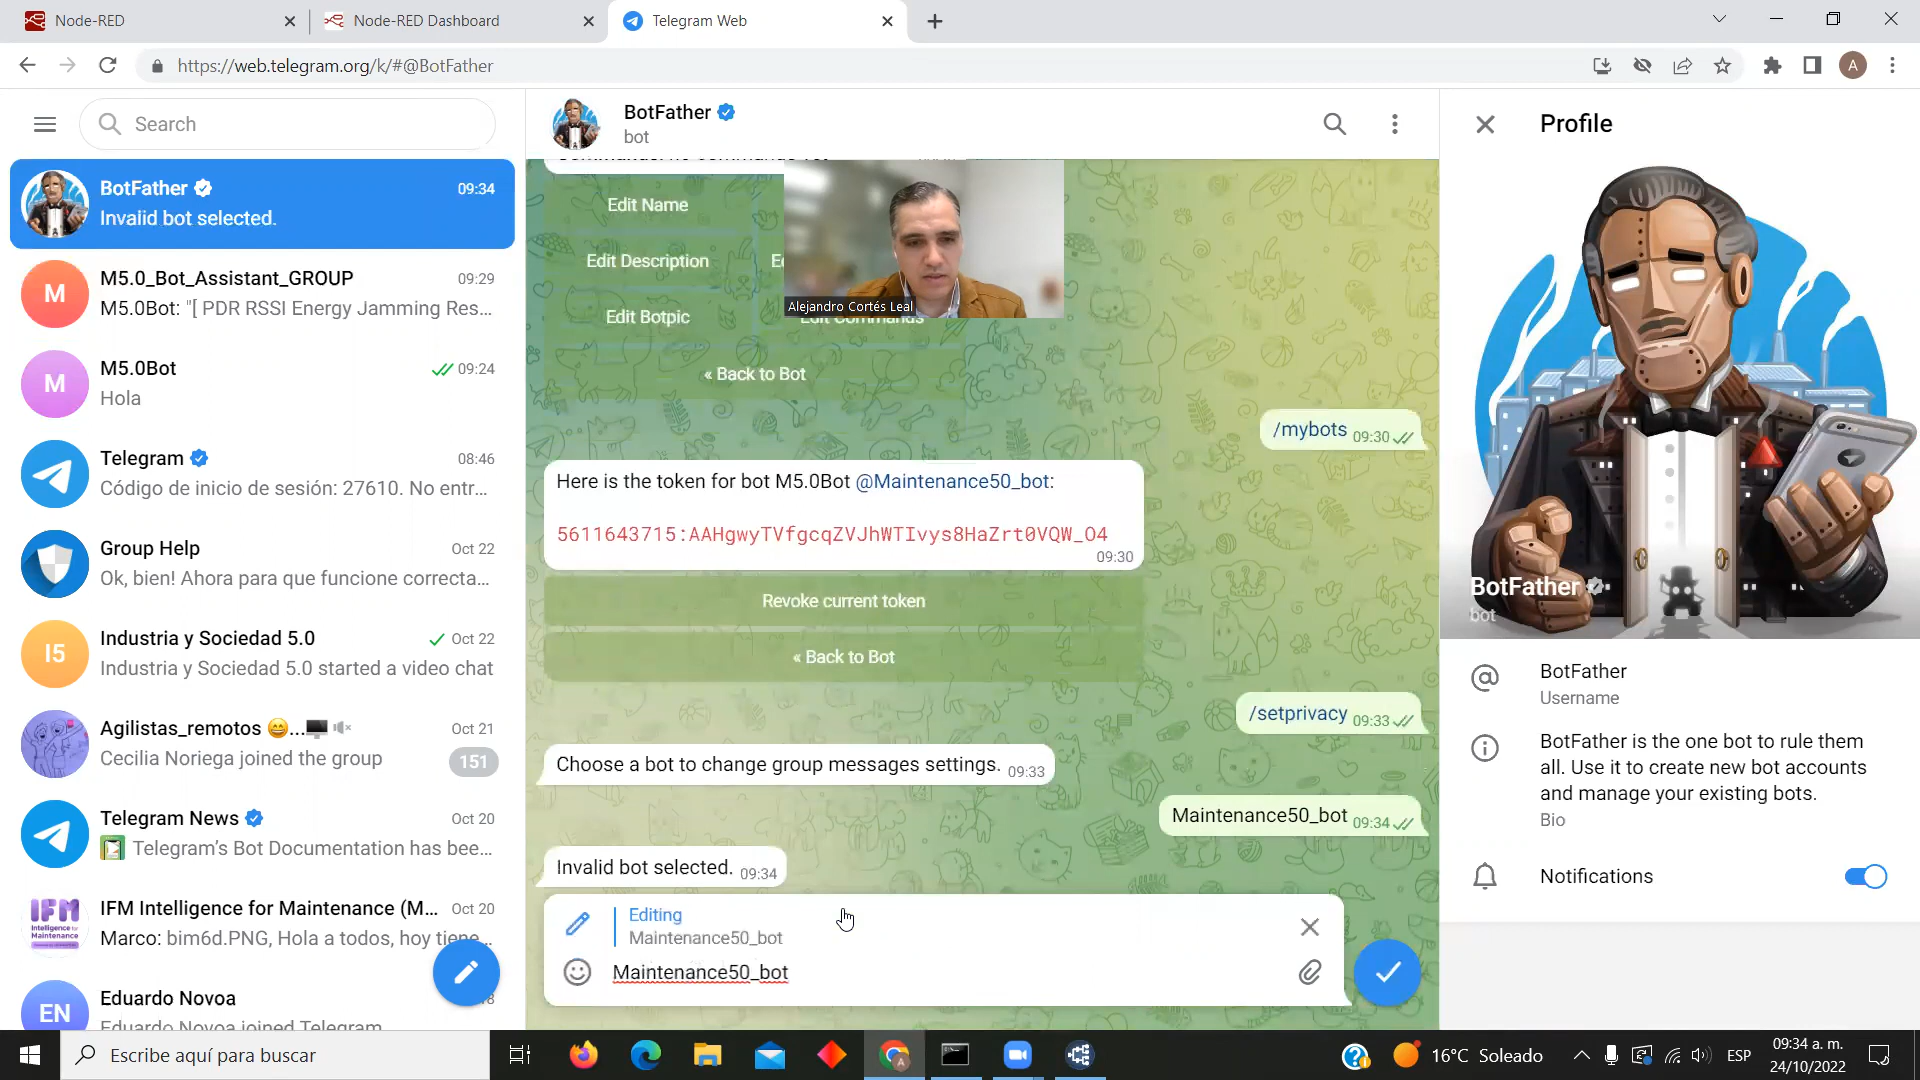 Node-RED
Node-RED Dashboard
Telegram Web
https://web.telegram.org/k/#@BotFather
A
Search
BotFather
09:34
Invalid bot selected.
M
M5.0_Bot_Assistant_GROUP
09:29
M5.0Bot: "[ PDR RSSI Energy Jamming Res...
M
M5.0Bot
09:24
Hola
Telegram
08:46
Código de inicio de sesión: 27610. No entr...
Group Help
Oct 22
Ok, bien! Ahora para que funcione correcta...
I5
Industria y Sociedad 5.0
Oct 22
Industria y Sociedad 5.0 started a video chat
Agilistas_remotos 😄...🖥️
Oct 21
Cecilia Noriega joined the group
151
Telegram News
Oct 20
Telegram's Bot Documentation has bee...
IFM
Intelligence for
Maintenance
IFM Intelligence for Maintenance (M...
Oct 20
Marco: bim6d.PNG, Hola a todos, hoy tiene...
EN
Eduardo Novoa
8
Eduardo Novoa joined Telegram
BotFather
bot
Edit Name
Edit Description
Alejandro Cortés Leal
Edit Botpic
Edit Commands
« Back to Bot
/mybots 09:30
Here is the token for bot M5.0Bot @Maintenance50_bot:
5611643715:AAHgwyTVfgcqZVJhWTIvys8HaZrt0VQW_O4
09:30
Revoke current token
« Back to Bot
/setprivacy 09:33
Choose a bot to change group messages settings. 09:33
Maintenance50_bot 09:34
Invalid bot selected. 09:34
Editing
Maintenance50_bot
Maintenance50_bot
Profile
BotFather
bot
BotFather
Username
BotFather is the one bot to rule them
all. Use it to create new bot accounts
and manage your existing bots.
Bio
Notifications
Escribe aquí para buscar
A
16°C Soleado
ESP
09:34 a. m.
24/10/2022